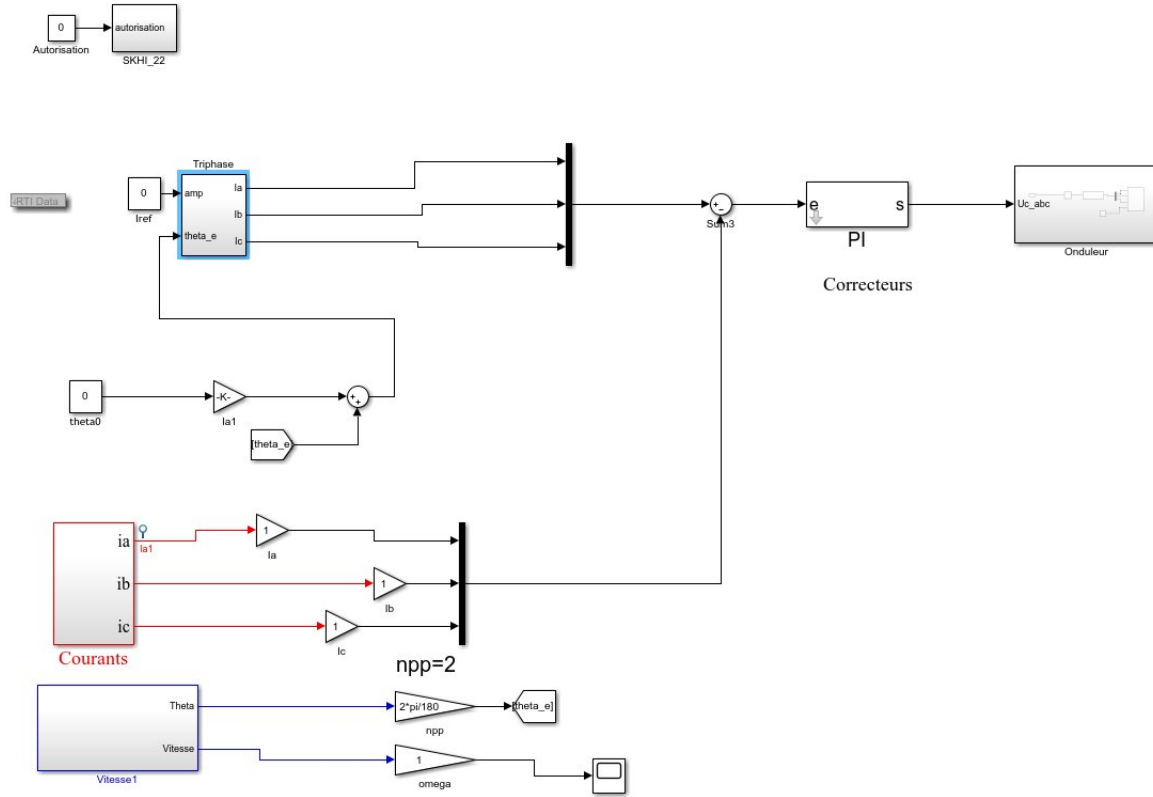 0
autorisation
Autorisation
SKHI_22
Triphase
RTI Data
0
Iref
amp
theta_e
Ia
Ib
Ic
+
-
Sum3
e
s
PI
Correcteurs
Uc_abc
Onduleur
0
theta0
-K-
Ia1
+
+
[theta_e
ia
ib
ic
Ia1
Courants
1
Ia
1
Ib
1
Ic
npp=2
Theta
Vitesse
Vitesse1
2*pi/180
npp
[theta_e]
1
omega